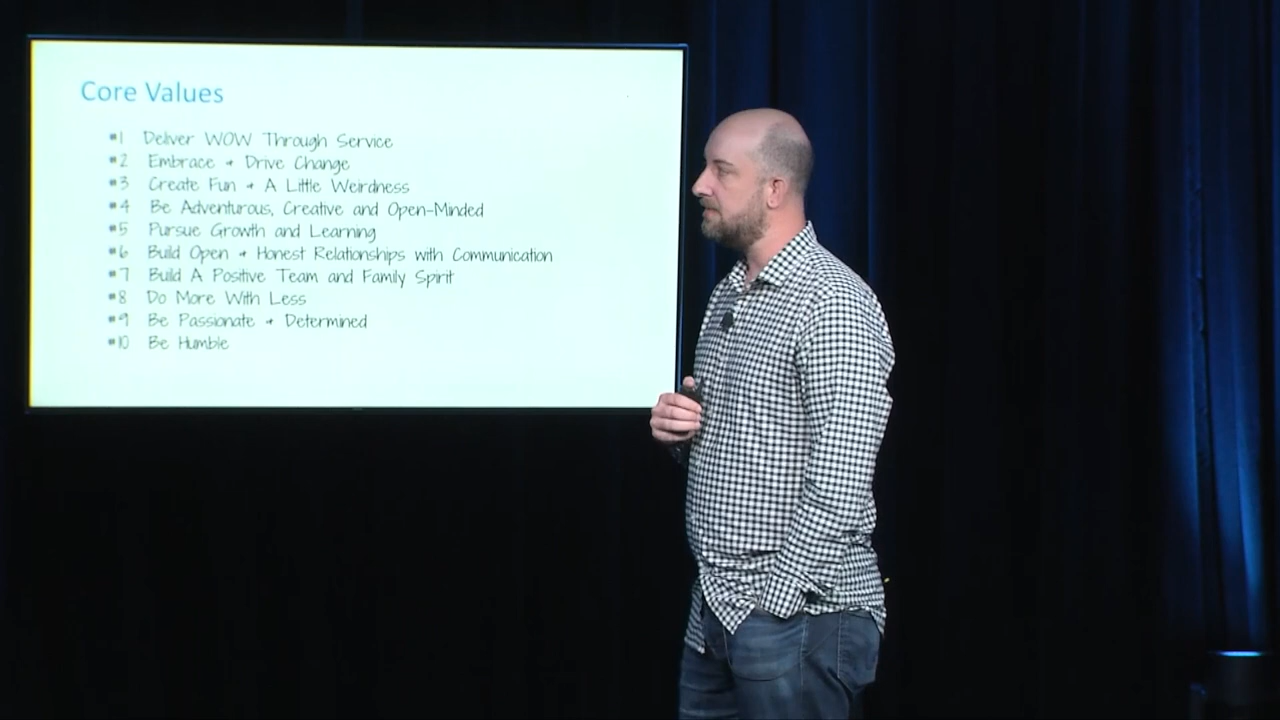 Core Values
#1 Deliver WOW Through Service
#2 Embrace + Drive Change
#3 Create Fun + A Little Weirdness
#4 Be Adventurous, Creative and Open-Minded
#5 Pursue Growth and Learning
#6 Build Open + Honest Relationships with Communication
#7 Build A Positive Team and Family Spirit
#8 Do More With Less
#9 Be Passionate + Determined
#10 Be Humble